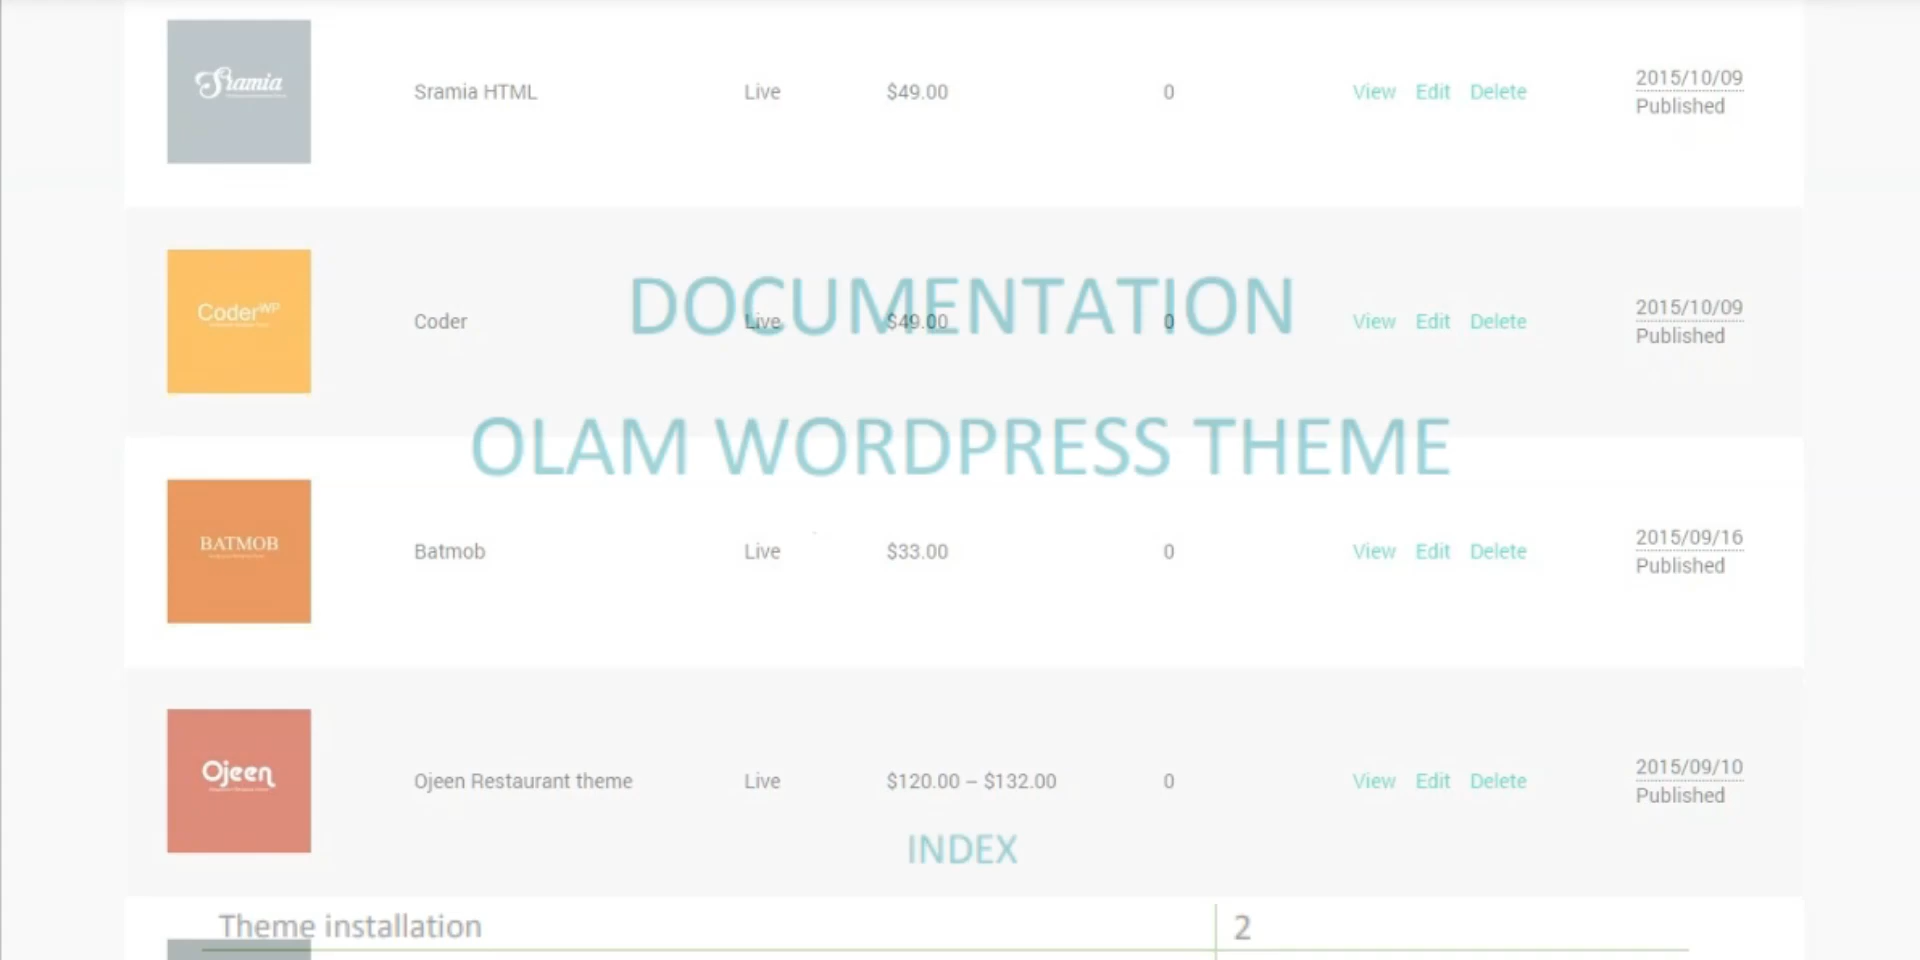 Sramia
Sramia HTML Live $49.00 0 View Edit Delete 2015/10/09
Published
CoderWP
DOCUMENTATION
Coder Live $49.00 0 View Edit Delete 2015/10/09
Published
OLAM WORDPRESS THEME
BATMOB
Batmob Live $33.00 0 View Edit Delete 2015/09/16
Published
Ojeen
Ojeen Restaurant theme Live $120.00 – $132.00 0 View Edit Delete 2015/09/10
Published
INDEX
Theme installation 2